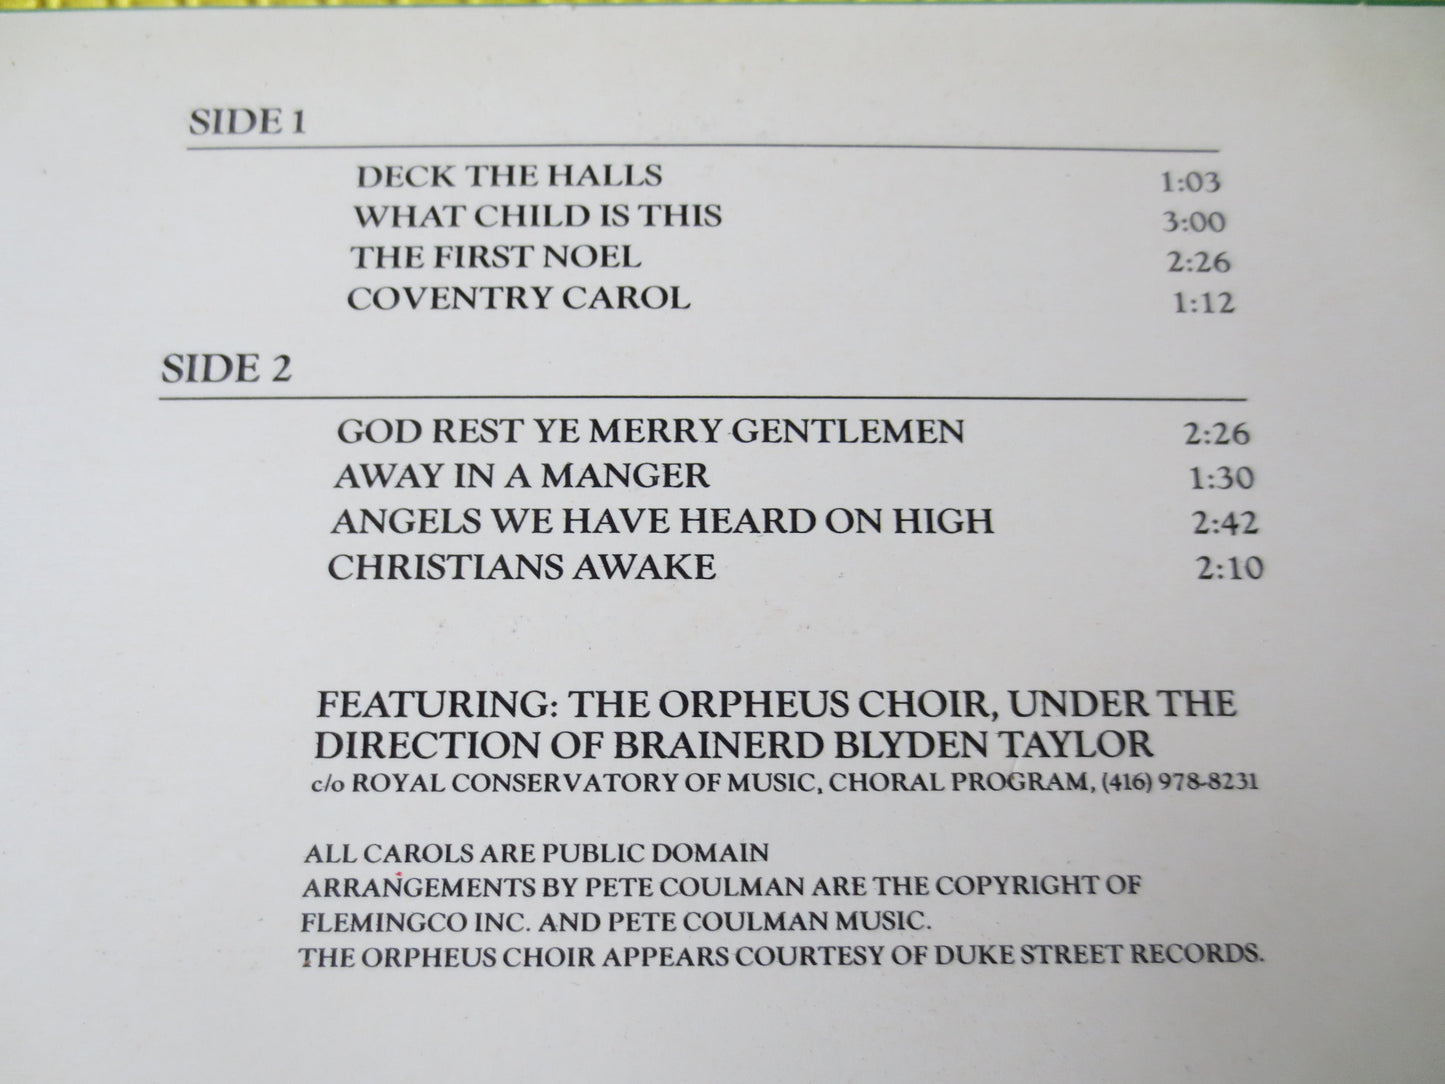 SIDE 1
DECK THE HALLS 1:03
WHAT CHILD IS THIS 3:00
THE FIRST NOEL 2:26
COVENTRY CAROL 1:12
SIDE 2
GOD REST YE MERRY GENTLEMEN 2:26
AWAY IN A MANGER 1:30
ANGELS WE HAVE HEARD ON HIGH 2:42
CHRISTIANS AWAKE 2:10
FEATURING: THE ORPHEUS CHOIR, UNDER THE
DIRECTION OF BRAINERD BLYDEN TAYLOR
c/o ROYAL CONSERVATORY OF MUSIC, CHORAL PROGRAM, (416) 978-8231
ALL CAROLS ARE PUBLIC DOMAIN
ARRANGEMENTS BY PETE COULMAN ARE THE COPYRIGHT OF
FLEMINGCO INC. AND PETE COULMAN MUSIC.
THE ORPHEUS CHOIR APPEARS COURTESY OF DUKE STREET RECORDS.